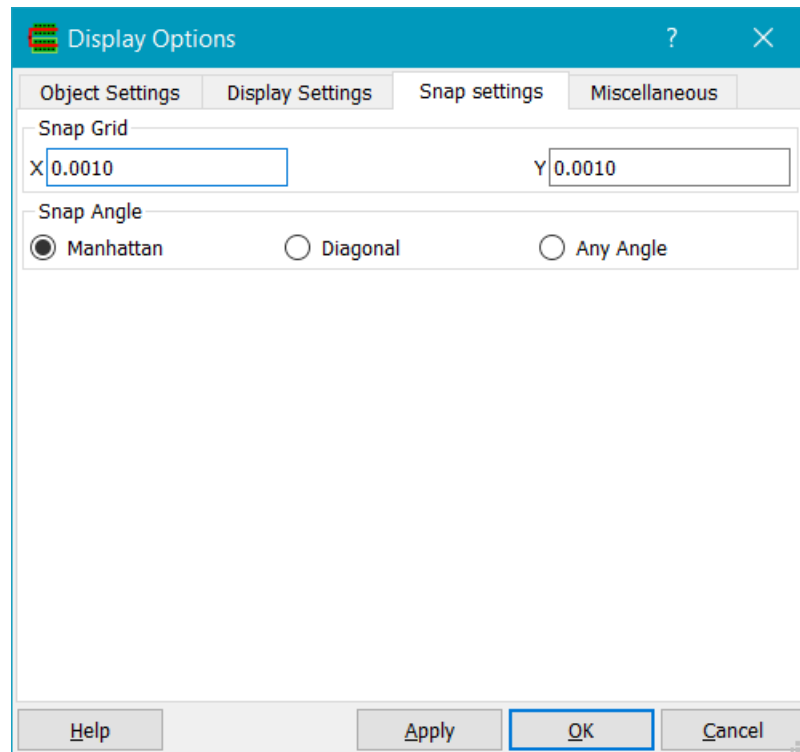 Display Options ?
Object Settings Display Settings Snap settings Miscellaneous
Snap Grid
X 0.0010 Y 0.0010
Snap Angle
Manhattan Diagonal Any Angle
Help Apply OK Cancel